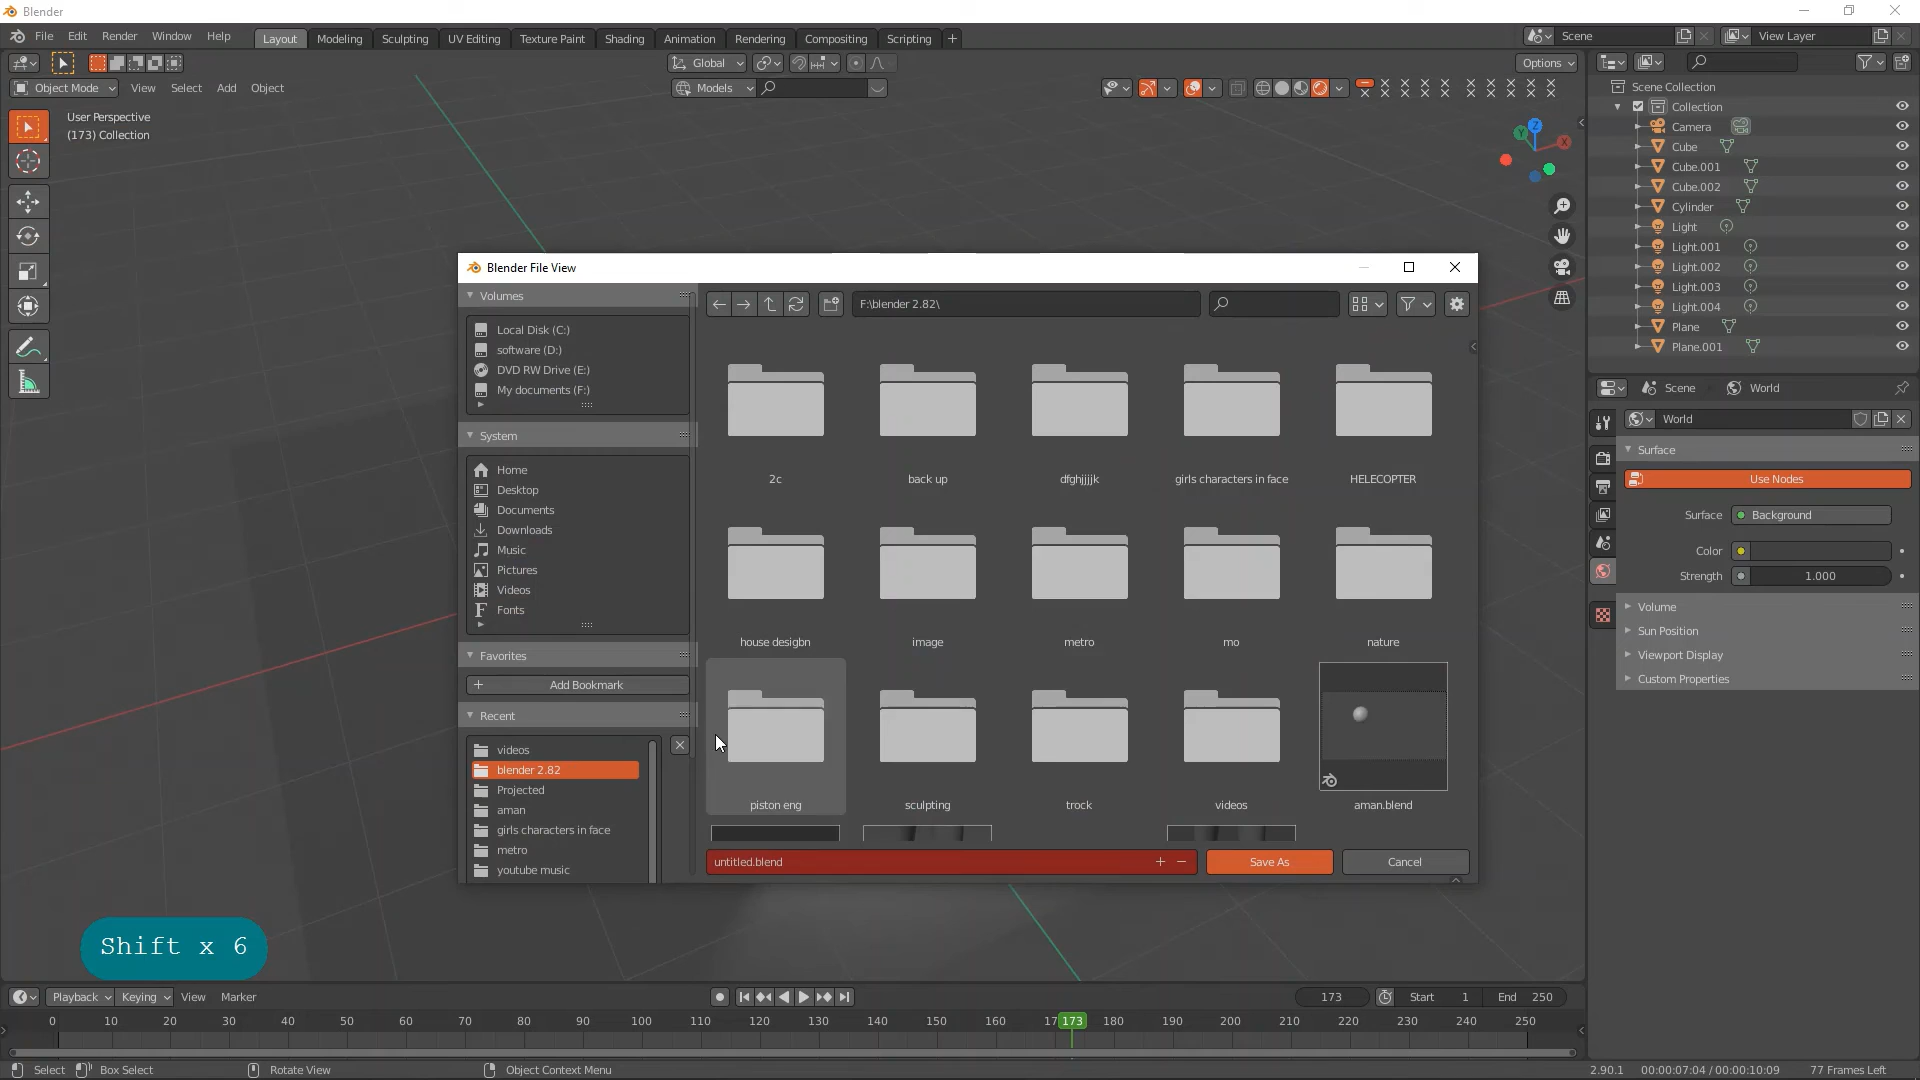 Blender
File Edit Render Window Help
Layout Modeling Sculpting UV Editing Texture Paint Shading Animation Rendering Compositing Scripting +
Scene
View Layer
Global
Options
Object Mode View Select Add Object
Models
User Perspective
(173) Collection
Z
Y
X
Scene Collection
Collection
Camera
Cube
Cube.001
Cube.002
Cylinder
Light
Light.001
Light.002
Light.003
Light.004
Plane
Plane.001
Blender File View
Volumes
Local Disk (C:)
software (D:)
DVD RW Drive (E:)
My documents (F:)
System
Home
Desktop
Documents
Downloads
Music
Pictures
Videos
Fonts
Favorites
Add Bookmark
Recent
videos
blender 2.82
Projected
aman
girls characters in face
metro
youtube music
F:\blender 2.82\
2c back up dfghjjjjk girls characters in face HELECOPTER
house desigbn image metro mo nature
piston eng sculpting trock videos aman.blend
untitled.blend
Save As
Cancel
Scene World
World
Surface
Use Nodes
Surface Background
Color
Strength 1.000
Volume
Sun Position
Viewport Display
Custom Properties
Shift x 6
Playback Keying View Marker
173
Start 1
End 250
0 10 20 30 40 50 60 70 80 90 100 110 120 130 140 150 160 17 173 180 190 200 210 220 230 240 250
Select Box Select Rotate View Object Context Menu
2.90.1 00:00:07:04 / 00:00:10:09 77 Frames Left